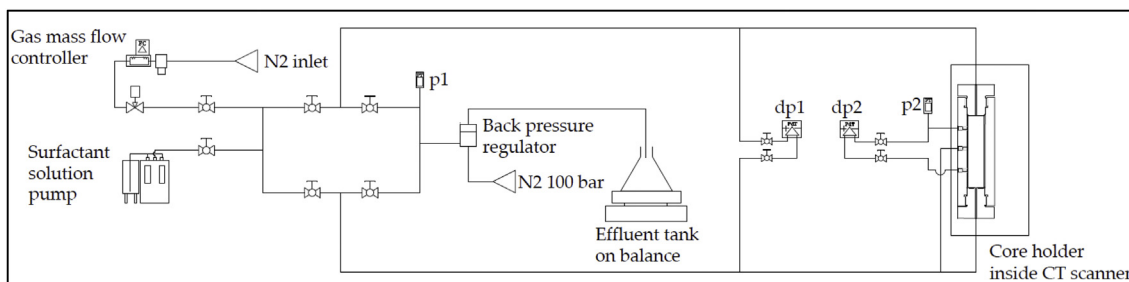 Gas mass flow
controller
N2 inlet
p1
Surfactant
solution
pump
Back pressure
regulator
N2 100 bar
Effluent tank
on balance
dp1
dp2
p2
Core holder
inside CT scanner